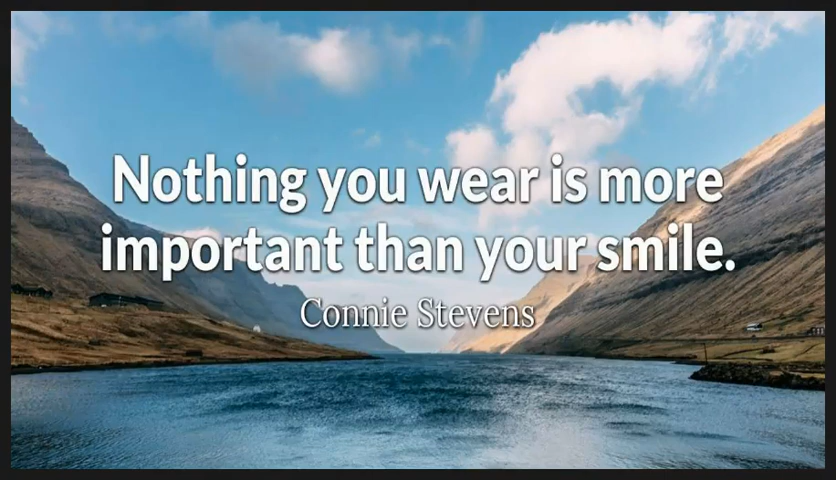 Nothing you wear is more
important than your smile.
Connie Stevens